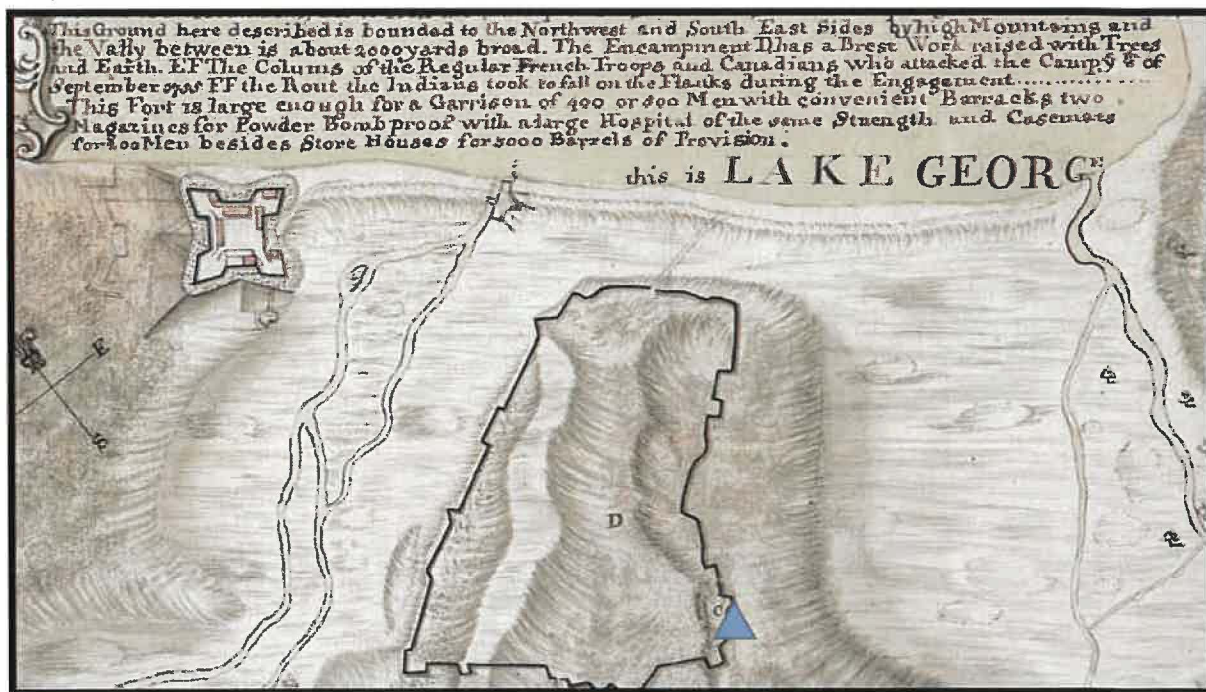 This Ground here described is bounded to the Northwest and South East Sides by high Mountains and
the Vally between is about 2000 yards broad. The Encampment D has a Brest Work raised with Trees
and Earth. EF The Colums of the Regular French Troops and Canadians who attacked the Camp yᵉ 8 of
September FF the Rout the Indians took to fall on the Flanks during the Engagement..............
This Fort is large enough for a Garrison of 400 or 500 Men with convenient Barracks two
Magazines for Powder Bomb proof with a large Hospital of the same Strength and Casemats
for Men besides Store Houses for 5000 Barrels of Provision.
this is LAKE GEORGE
E
S
D
C